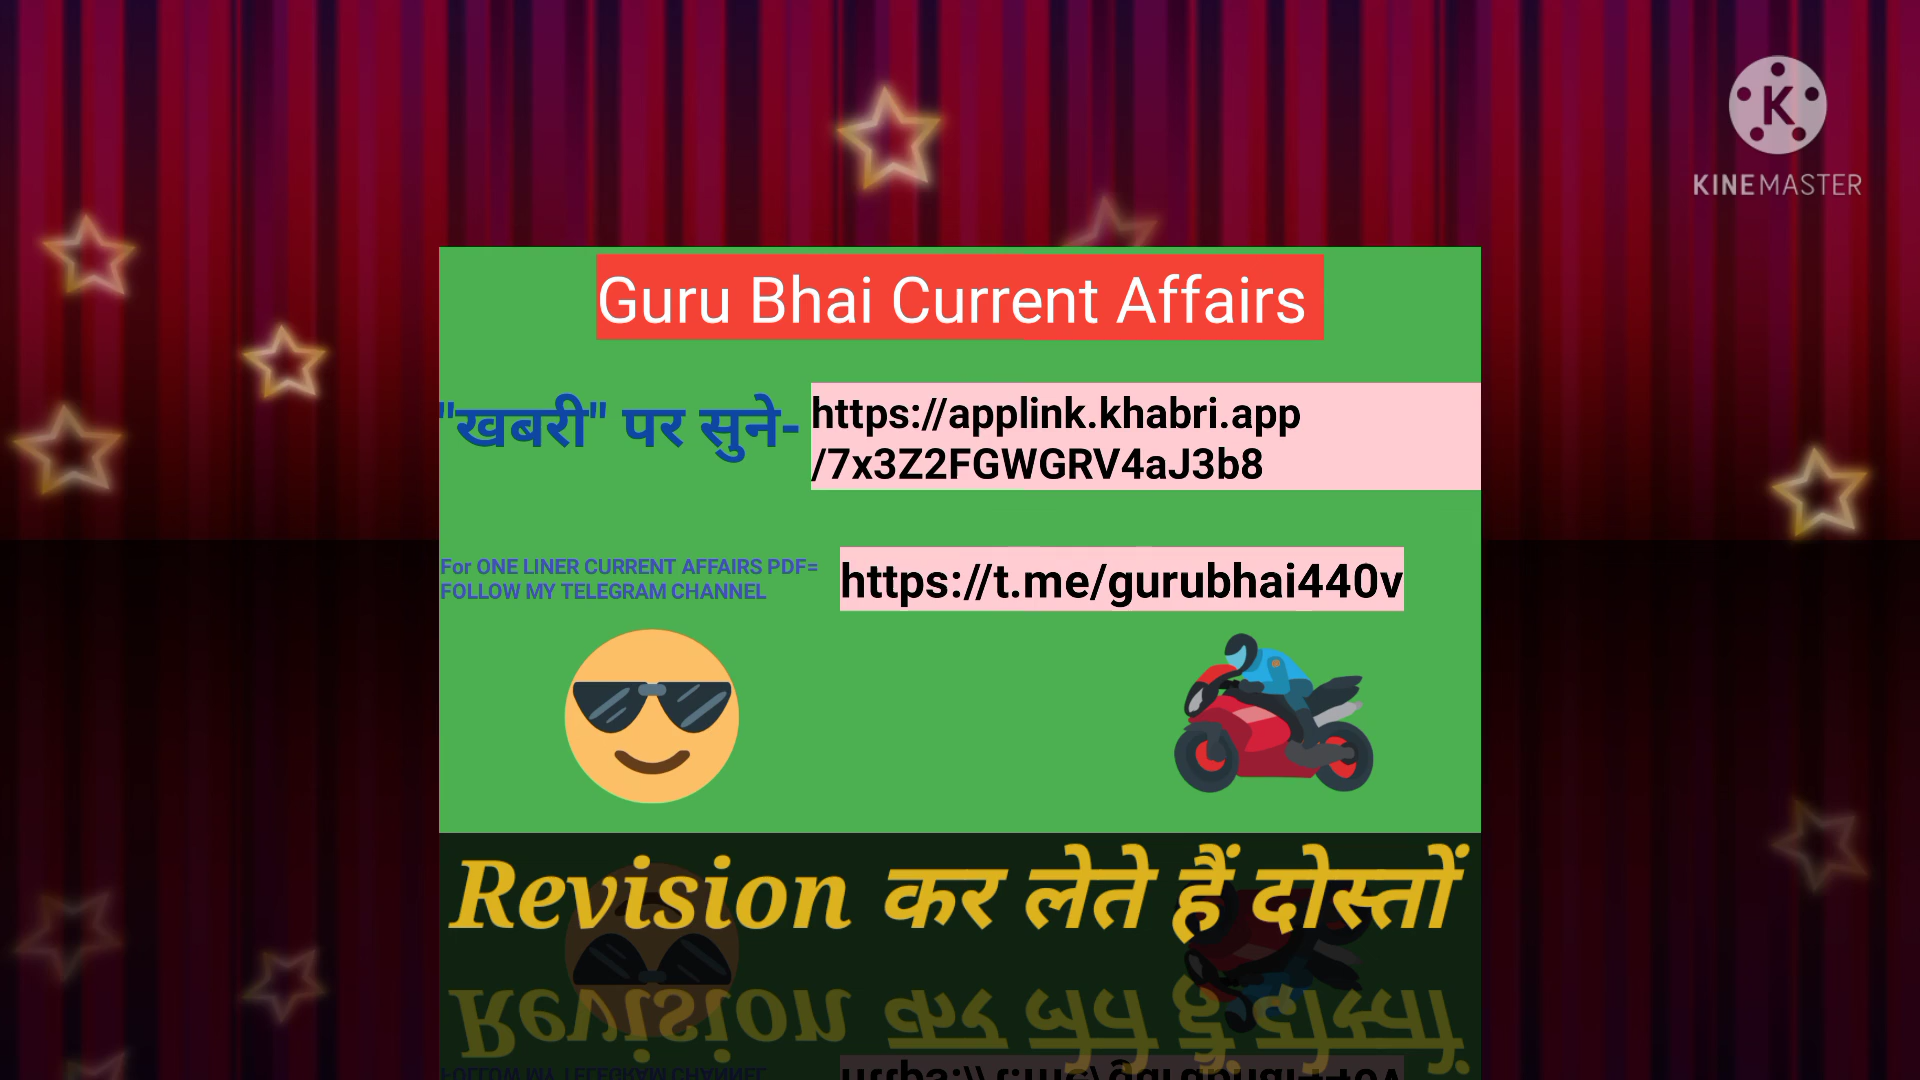 KINEMASTER
Guru Bhai Current Affairs
"खबरी" पर सुने-
https://applink.khabri.app
/7x3Z2FGWGRV4aJ3b8
For ONE LINER CURRENT AFFAIRS PDF=
FOLLOW MY TELEGRAM CHANNEL
https://t.me/gurubhai440v
Revision कर लेते हैं दोस्तों